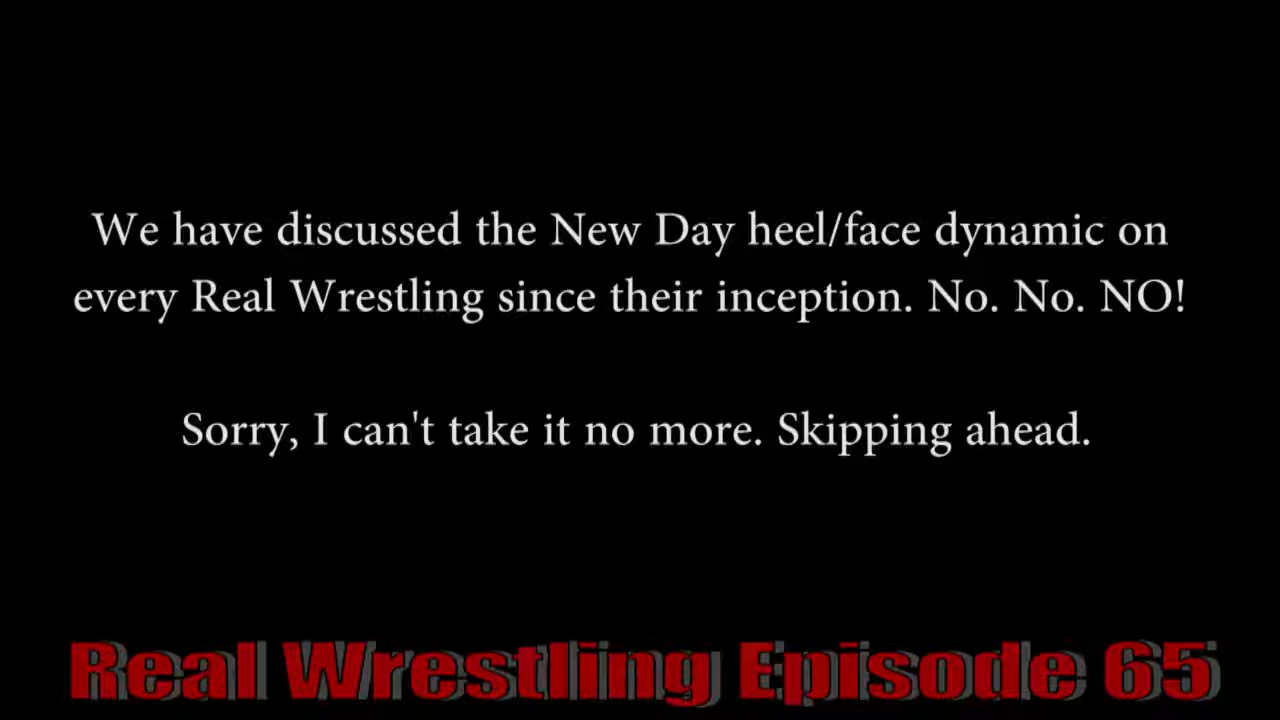 We have discussed the New Day heel/face dynamic on
every Real Wrestling since their inception. No. No. NO!
Sorry, I can't take it no more. Skipping ahead.
Real Wrestling Episode 65